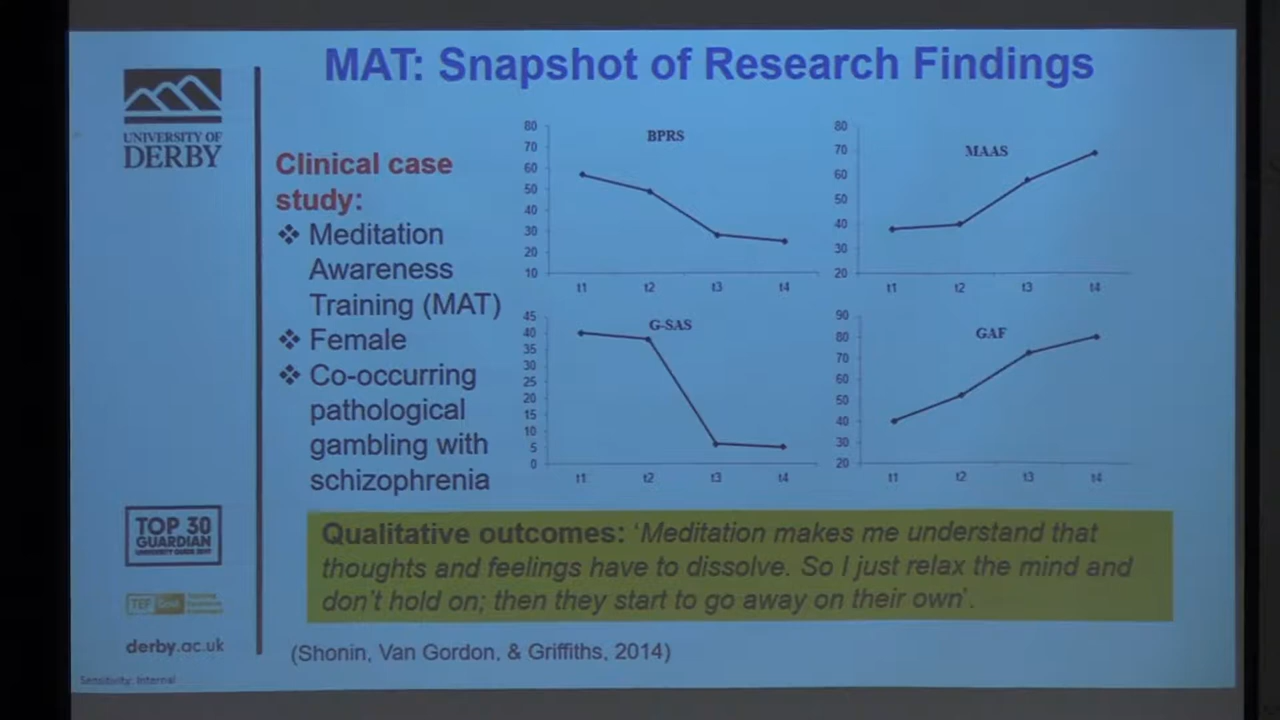 MAT: Snapshot of Research Findings
UNIVERSITY OF
DERBY
Clinical case
study:
❖ Meditation
Awareness
Training (MAT)
❖ Female
❖ Co-occurring
pathological
gambling with
schizophrenia
BPRS
80
70
60
50
40
30
20
10
t1 t2 t3 t4
MAAS
80
70
60
50
40
30
20
t1 t2 t3 t4
G-SAS
45
40
35
30
25
20
15
10
5
0
t1 t2 t3 t4
GAF
90
80
70
60
50
40
30
20
t1 t2 t3 t4
Qualitative outcomes: ‘Meditation makes me understand that
thoughts and feelings have to dissolve. So I just relax the mind and
don’t hold on; then they start to go away on their own’.
(Shonin, Van Gordon, & Griffiths, 2014)
TOP 30
GUARDIAN
TEF
derby.ac.uk
Sensitivity: Internal